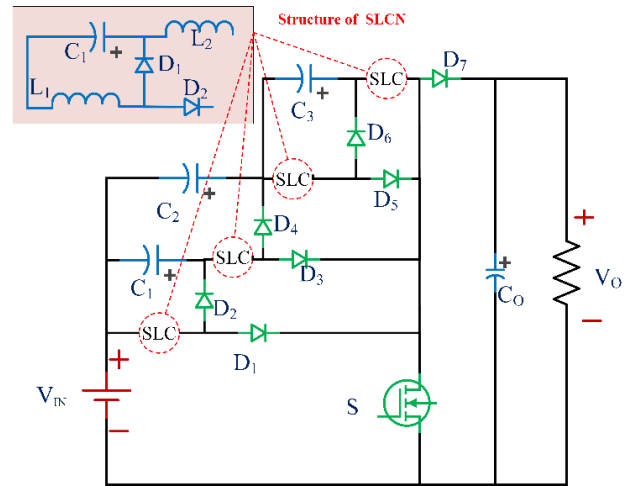 Structure of SLCN
C1
L2
D1
L1
D2
D7
SLC
C3
D6
SLC
D5
C2
D4
SLC
D3
C1
D2
SLC
D1
CO
VO
VIN
S